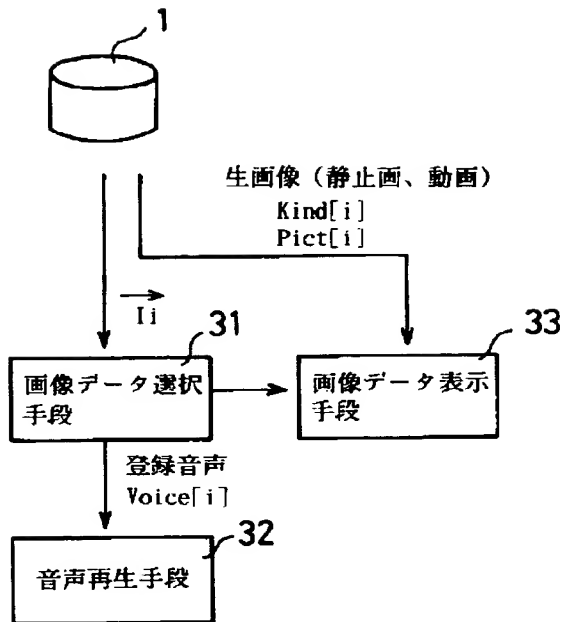 1
生画像（静止画、動画）
Kind[i]
Pict[i]
Ii
31
33
画像データ選択
手段
画像データ表示
手段
登録音声
Voice[i]
32
音声再生手段